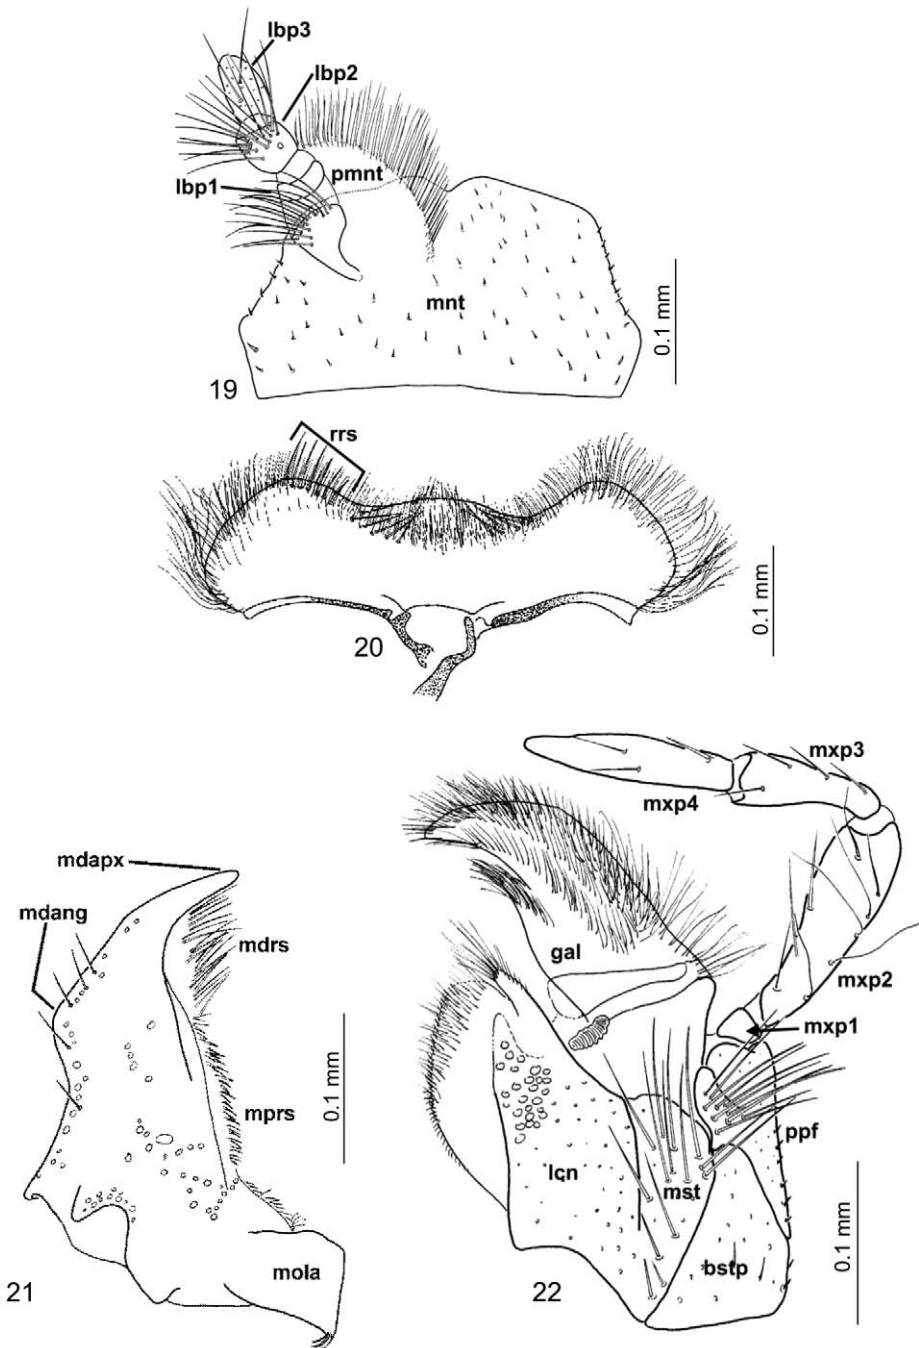 lbp3
lbp2
pmnt
lbp1
mnt
0.1 mm
19
rrs
0.1 mm
20
mxp3
mxp4
mdapx
mdang
mdrs
gal
mxp2
mxp1
mprs
0.1 mm
ppf
lcn
mst
0.1 mm
mola
bstp
21
22